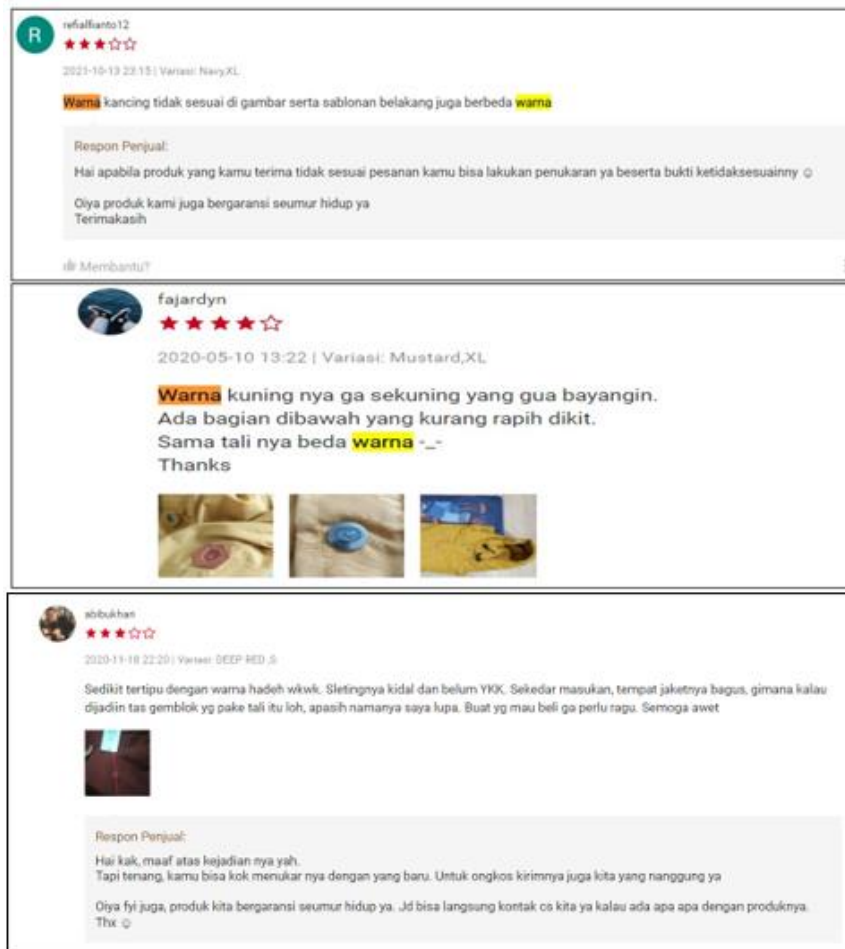 R
refialfianto12
2021-10-13 23:15 | Variasi: Navy,XL
Warna kancing tidak sesuai di gambar serta sablonan belakang juga berbeda warna
Respon Penjual:
Hai apabila produk yang kamu terima tidak sesuai pesanan kamu bisa lakukan penukaran ya beserta bukti ketidaksesuainny ☺
Oiya produk kami juga bergaransi seumur hidup ya
Terimakasih
Membantu?
fajardyn
2020-05-10 13:22 | Variasi: Mustard,XL
Warna kuning nya ga sekuning yang gua bayangin.
Ada bagian dibawah yang kurang rapih dikit.
Sama tali nya beda warna -_-
Thanks
abibukhari
2020-11-18 22:20 | Variasi: DEEP RED ,S
Sedikit tertipu dengan warna hadeh wkwk. Sletingnya kidal dan belum YKK. Sekedar masukan, tempat jaketnya bagus, gimana kalau
dijadiin tas gemblok yg pake tali itu loh, apasih namanya saya lupa. Buat yg mau beli ga perlu ragu. Semoga awet
Respon Penjual:
Hai kak, maaf atas kejadian nya yah.
Tapi tenang, kamu bisa kok menukar nya dengan yang baru. Untuk ongkos kirimnya juga kita yang nanggung ya
Oiya fyi juga, produk kita bergaransi seumur hidup ya. Jd bisa langsung kontak cs kita ya kalau ada apa apa dengan produknya.
Thx ☺